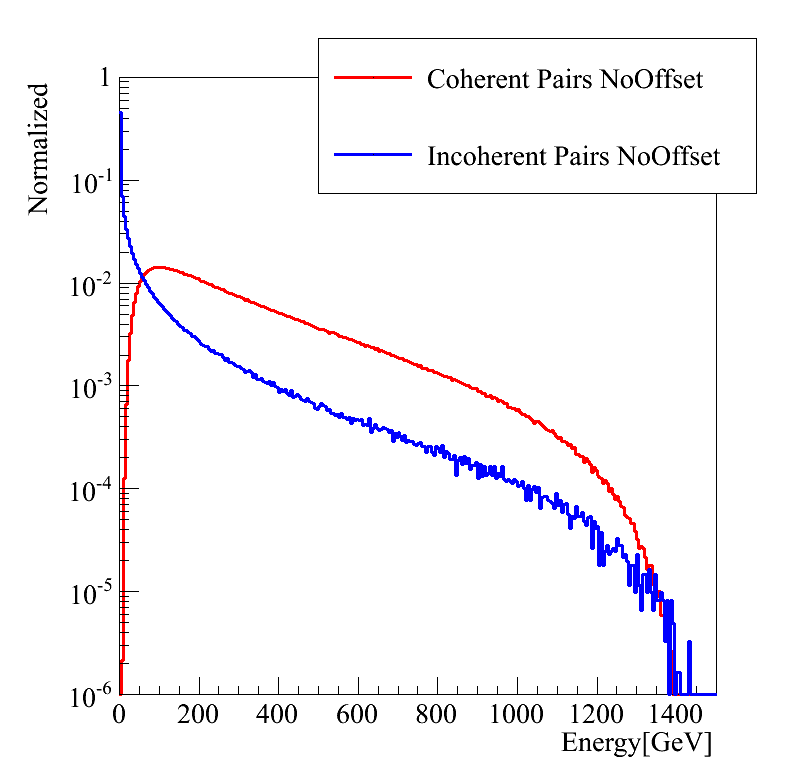 Coherent Pairs NoOffset
Incoherent Pairs NoOffset
Normalized
1
10^-1
10^-2
10^-3
10^-4
10^-5
10^-6
0 200 400 600 800 1000 1200 1400
Energy[GeV]